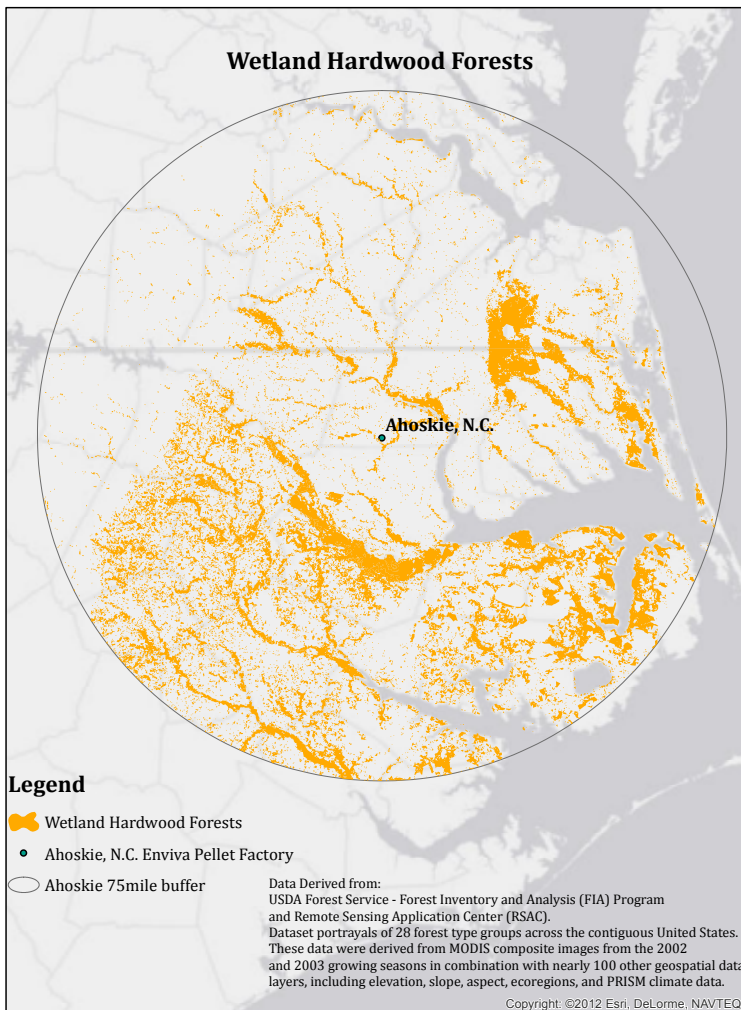 Wetland Hardwood Forests
Ahoskie, N.C.
Legend
Wetland Hardwood Forests
Ahoskie, N.C. Enviva Pellet Factory
Ahoskie 75mile buffer
Data Derived from:
USDA Forest Service - Forest Inventory and Analysis (FIA) Program
and Remote Sensing Application Center (RSAC).
Dataset portrayals of 28 forest type groups across the contiguous United States.
These data were derived from MODIS composite images from the 2002
and 2003 growing seasons in combination with nearly 100 other geospatial data
layers, including elevation, slope, aspect, ecoregions, and PRISM climate data.
Copyright: ©2012 Esri, DeLorme, NAVTEQ